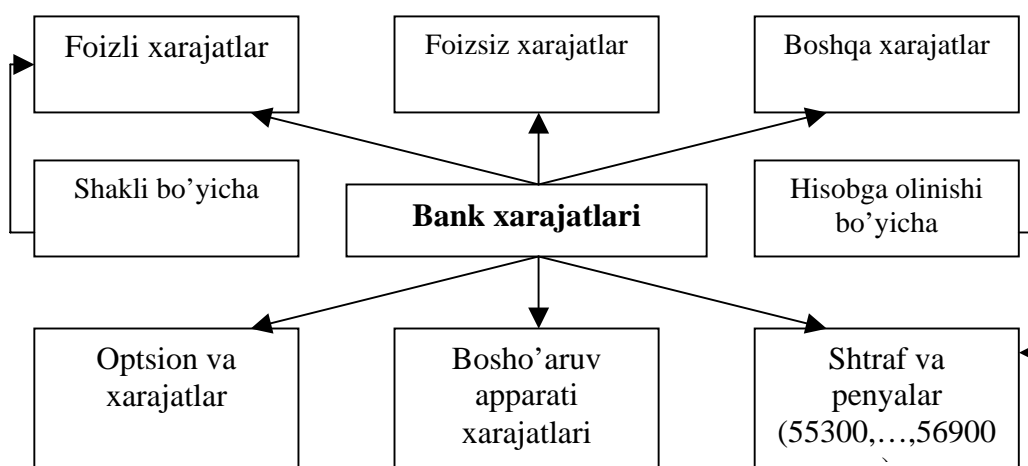 Foizli xarajatlar
Foizsiz xarajatlar
Boshqa xarajatlar
Shakli bo’yicha
Bank xarajatlari
Hisobga olinishi
bo’yicha
Optsion va
xarajatlar
Bosho’aruv
apparati
xarajatlari
Shtraf va
penyalar
(55300,…,56900